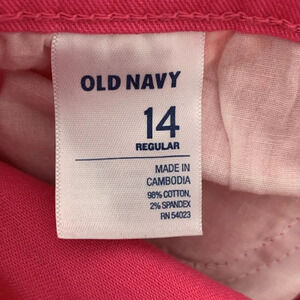 OLD NAVY
14
REGULAR
MADE IN
CAMBODIA
98% COTTON,
2% SPANDEX
RN 54023